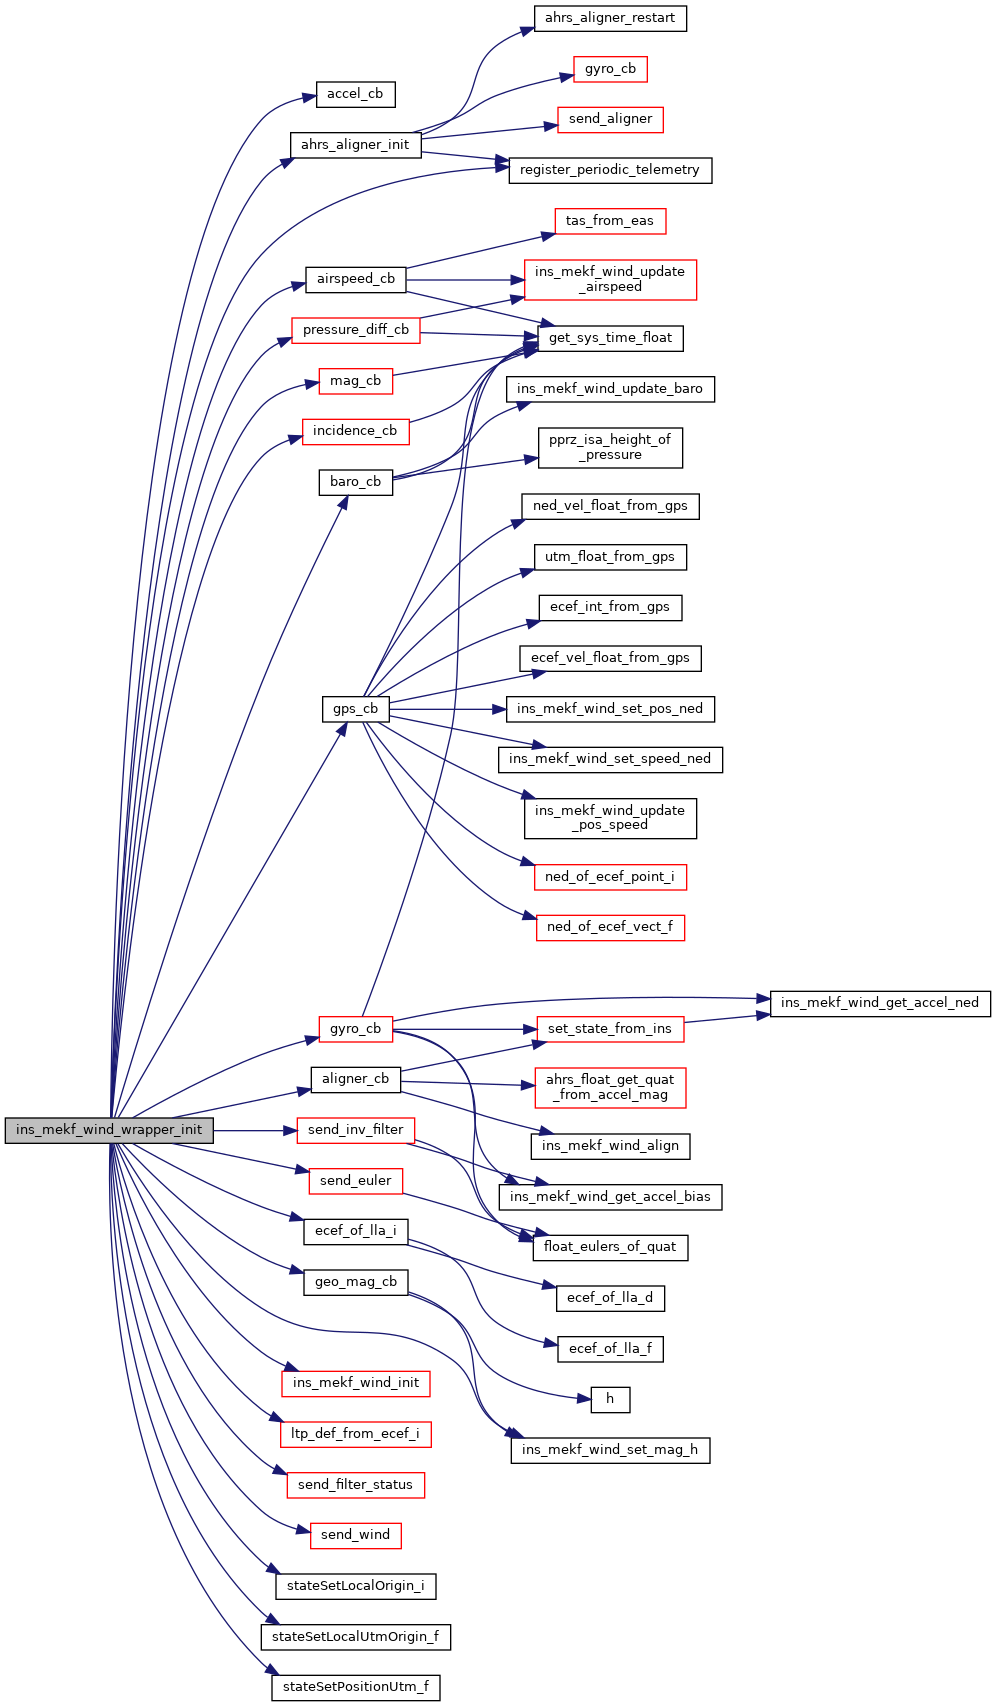 ahrs_aligner_restart
gyro_cb
accel_cb
send_aligner
ahrs_aligner_init
register_periodic_telemetry
tas_from_eas
airspeed_cb
ins_mekf_wind_update
_airspeed
pressure_diff_cb
get_sys_time_float
mag_cb
ins_mekf_wind_update_baro
incidence_cb
pprz_isa_height_of
_pressure
baro_cb
ned_vel_float_from_gps
utm_float_from_gps
ecef_int_from_gps
ecef_vel_float_from_gps
gps_cb
ins_mekf_wind_set_pos_ned
ins_mekf_wind_set_speed_ned
ins_mekf_wind_update
_pos_speed
ned_of_ecef_point_i
ned_of_ecef_vect_f
ins_mekf_wind_get_accel_ned
gyro_cb
set_state_from_ins
aligner_cb
ahrs_float_get_quat
_from_accel_mag
ins_mekf_wind_wrapper_init
send_inv_filter
ins_mekf_wind_align
send_euler
ins_mekf_wind_get_accel_bias
ecef_of_lla_i
float_eulers_of_quat
geo_mag_cb
ecef_of_lla_d
ecef_of_lla_f
ins_mekf_wind_init
h
ltp_def_from_ecef_i
ins_mekf_wind_set_mag_h
send_filter_status
send_wind
stateSetLocalOrigin_i
stateSetLocalUtmOrigin_f
stateSetPositionUtm_f